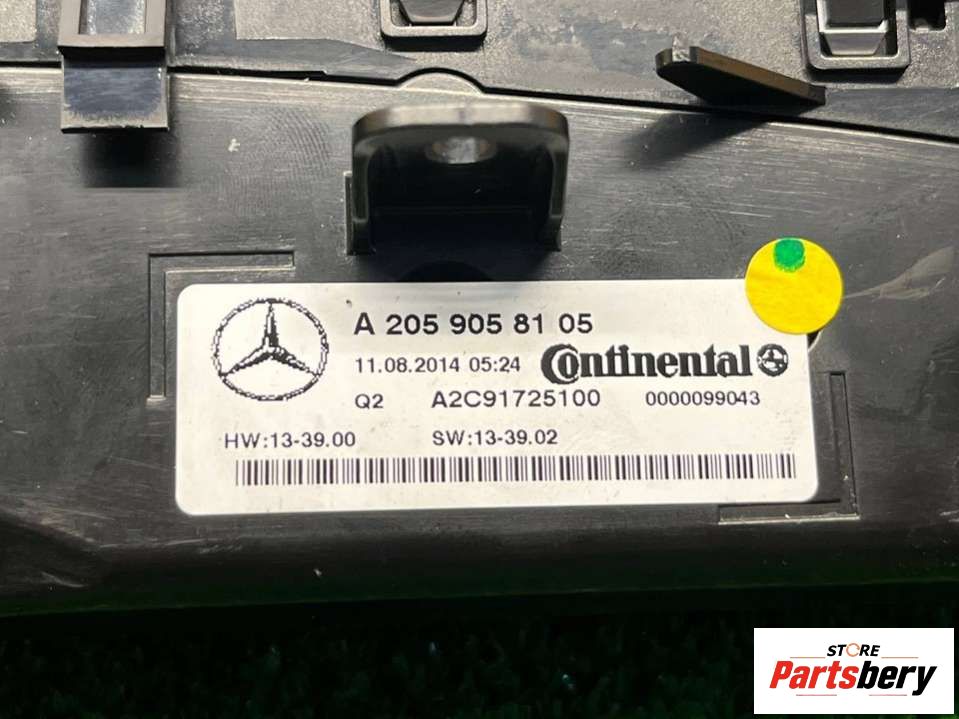 A 205 905 81 05
11.08.2014 05:24 Continental
Q2 A2C91725100 0000099043
HW:13-39.00 SW:13-39.02
STORE
Partsbery